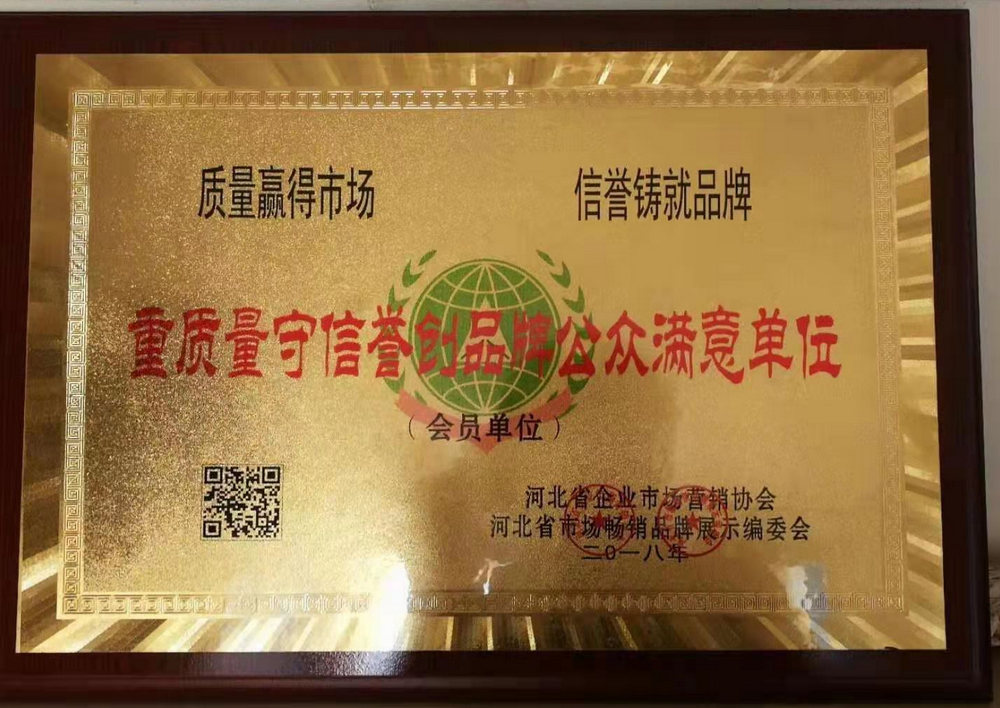 质量赢得市场
信誉铸就品牌
重质量守信誉创品牌公众满意单位
（会员单位）
河北省企业市场营销协会
河北省市场畅销品牌展示编委会
二〇一八年